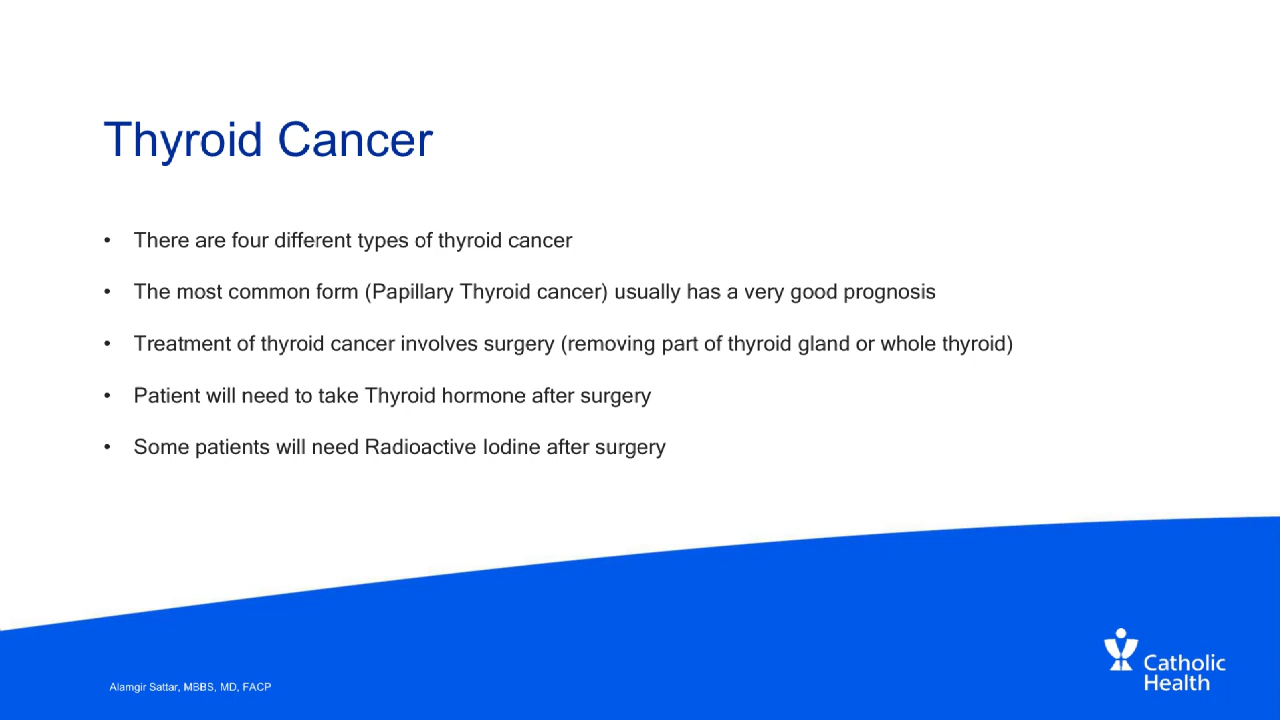 Thyroid Cancer
• There are four different types of thyroid cancer
• The most common form (Papillary Thyroid cancer) usually has a very good prognosis
• Treatment of thyroid cancer involves surgery (removing part of thyroid gland or whole thyroid)
• Patient will need to take Thyroid hormone after surgery
• Some patients will need Radioactive Iodine after surgery
Alamgir Sattar, MBBS, MD, FACP
Catholic
Health